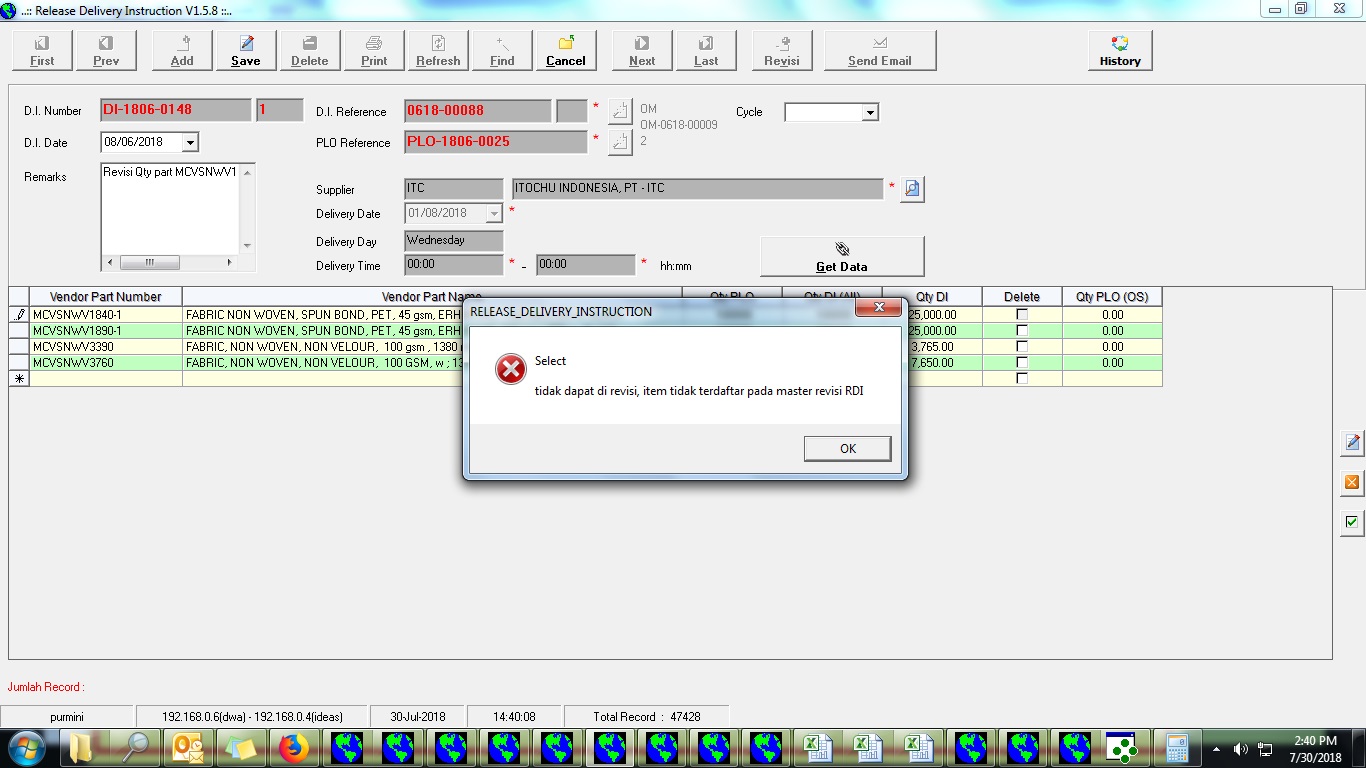 ..:: Release Delivery Instruction V1.5.8 ::..
First Prev Add Save Delete Print Refresh Find Cancel Next Last Revisi Send Email History
D.I. Number DI-1806-0148 1 D.I. Reference 0618-00088 * OM Cycle
OM-0618-00009
D.I. Date 08/06/2018 PLO Reference PLO-1806-0025 * 2
Remarks Revisi Qty part MCVSNWV1
Supplier ITC ITOCHU INDONESIA, PT - ITC *
Delivery Date 01/08/2018 *
Delivery Day Wednesday
Delivery Time 00:00 * - 00:00 * hh:mm Get Data
Vendor Part Number Vendor Part Name Qty PLO Qty DI (All) Qty DI Delete Qty PLO (OS)
MCVSNWV1840-1 FABRIC NON WOVEN, SPUN BOND, PET, 45 gsm, ERH 25,000.00 0.00
MCVSNWV1890-1 FABRIC NON WOVEN, SPUN BOND, PET, 45 gsm, ERH 25,000.00 0.00
MCVSNWV3390 FABRIC, NON WOVEN, NON VELOUR, 100 gsm , 1380 3,765.00 0.00
MCVSNWV3760 FABRIC, NON WOVEN, NON VELOUR, 100 GSM, w ; 13 7,650.00 0.00
RELEASE_DELIVERY_INSTRUCTION
Select
tidak dapat di revisi, item tidak terdaftar pada master revisi RDI
OK
Jumlah Record :
purmini 192.168.0.6(dwa) - 192.168.0.4(ideas) 30-Jul-2018 14:40:08 Total Record : 47428
2:40 PM
7/30/2018